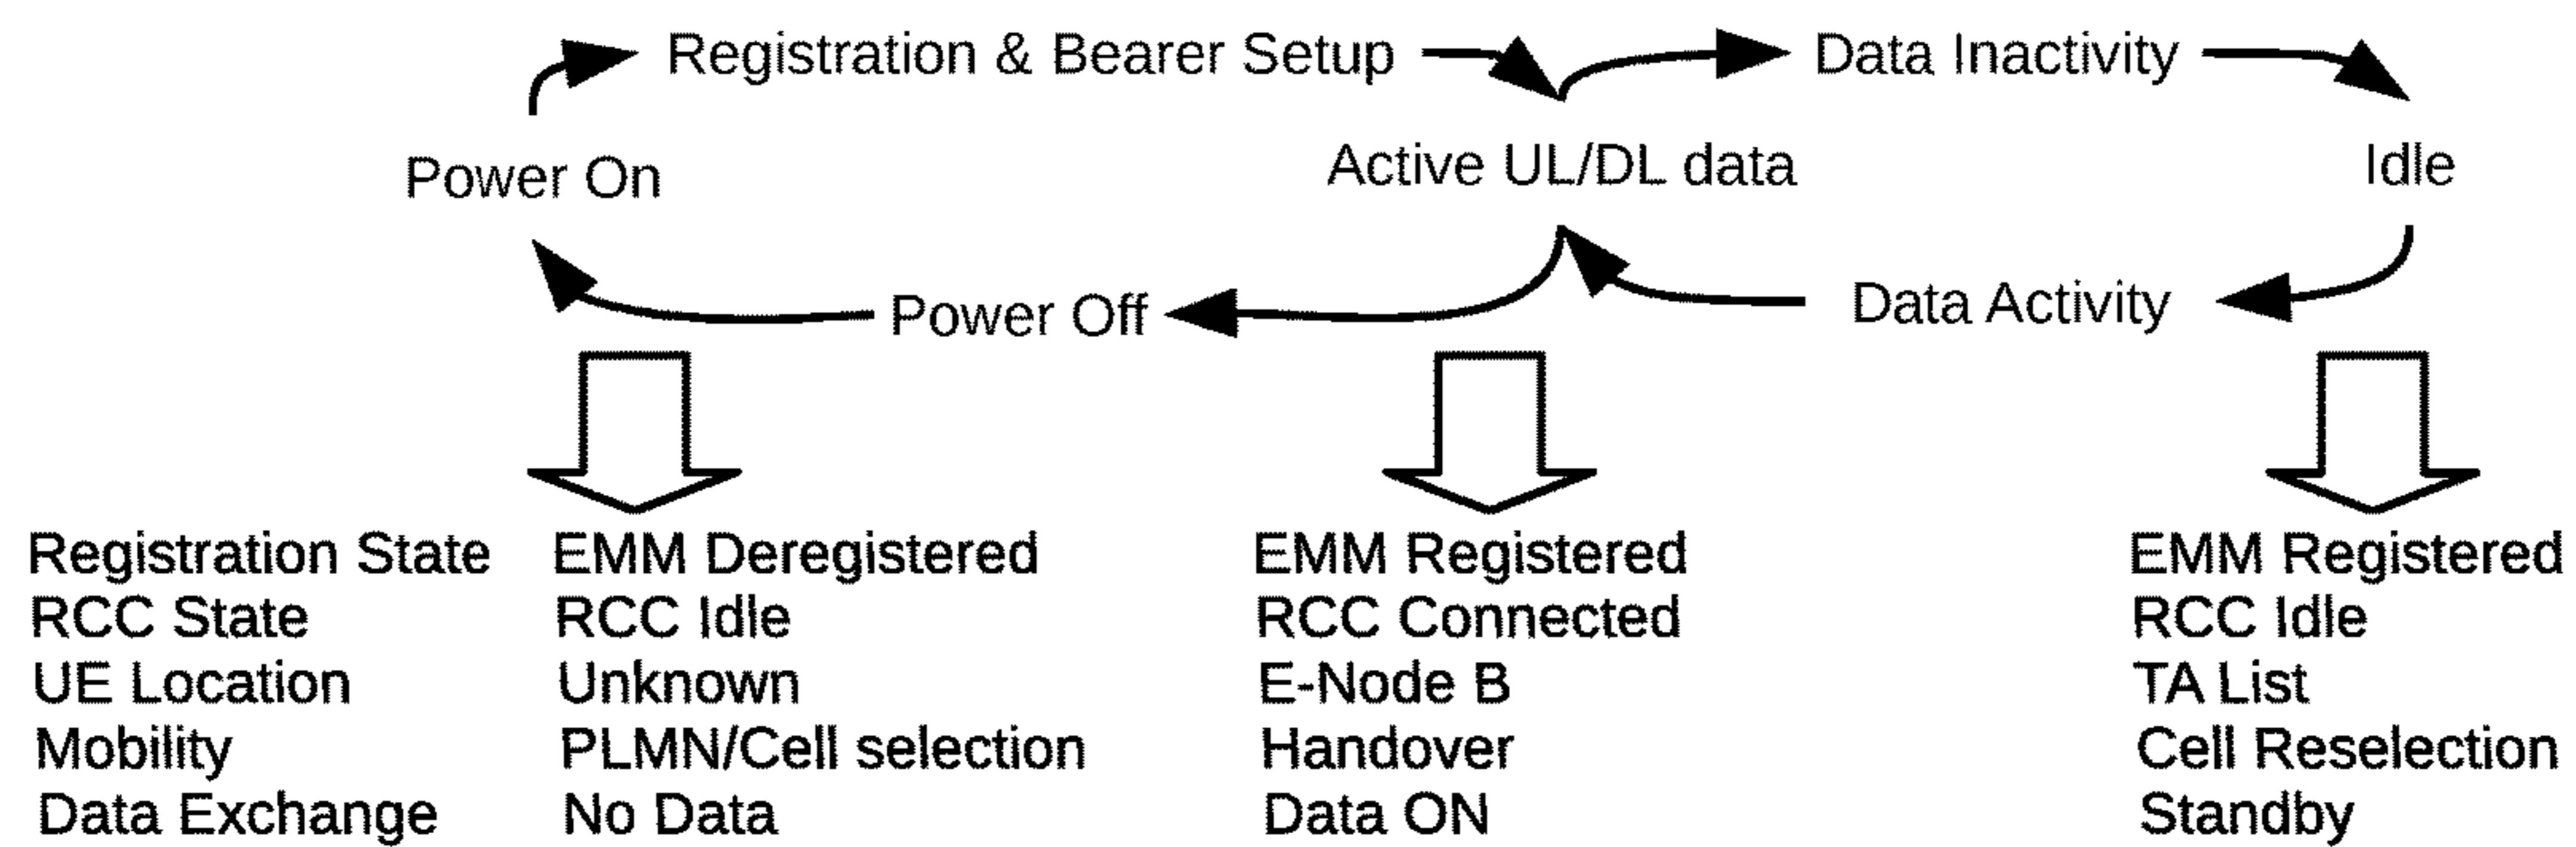 Registration & Bearer Setup
Data Inactivity
Power On
Active UL/DL data
Idle
Power Off
Data Activity
Registration State EMM Deregistered EMM Registered EMM Registered
RCC State RCC Idle RCC Connected RCC Idle
UE Location Unknown E-Node B TA List
Mobility PLMN/Cell selection Handover Cell Reselection
Data Exchange No Data Data ON Standby